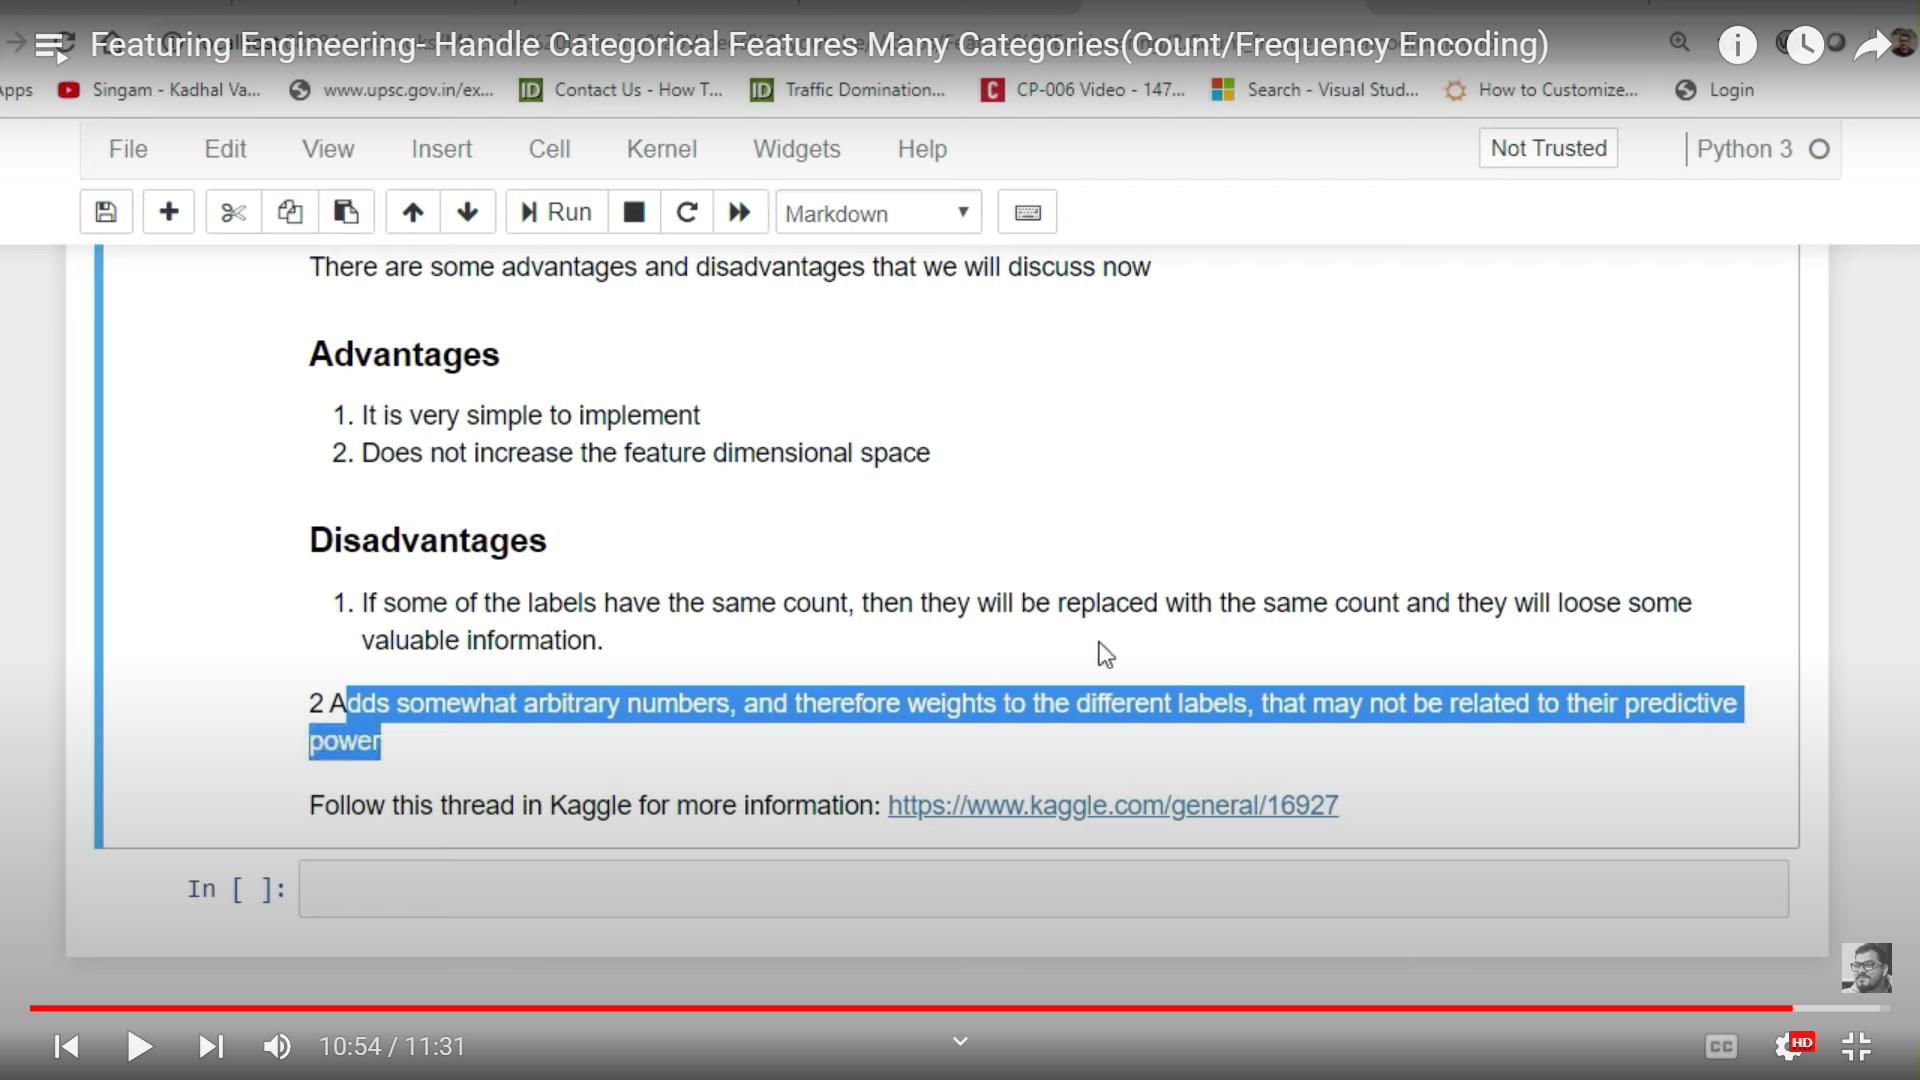 Featuring Engineering- Handle Categorical Features Many Categories(Count/Frequency Encoding)
Apps Singam - Kadhal Va... www.upsc.gov.in/ex... Contact Us - How T... Traffic Domination... CP-006 Video - 147... Search - Visual Stud... How to Customize... Login
File Edit View Insert Cell Kernel Widgets Help Not Trusted Python 3
Run Markdown
There are some advantages and disadvantages that we will discuss now
Advantages
1. It is very simple to implement
2. Does not increase the feature dimensional space
Disadvantages
1. If some of the labels have the same count, then they will be replaced with the same count and they will loose some
valuable information.
2 Adds somewhat arbitrary numbers, and therefore weights to the different labels, that may not be related to their predictive
power
Follow this thread in Kaggle for more information: https://www.kaggle.com/general/16927
In [ ]:
10:54 / 11:31 CC HD